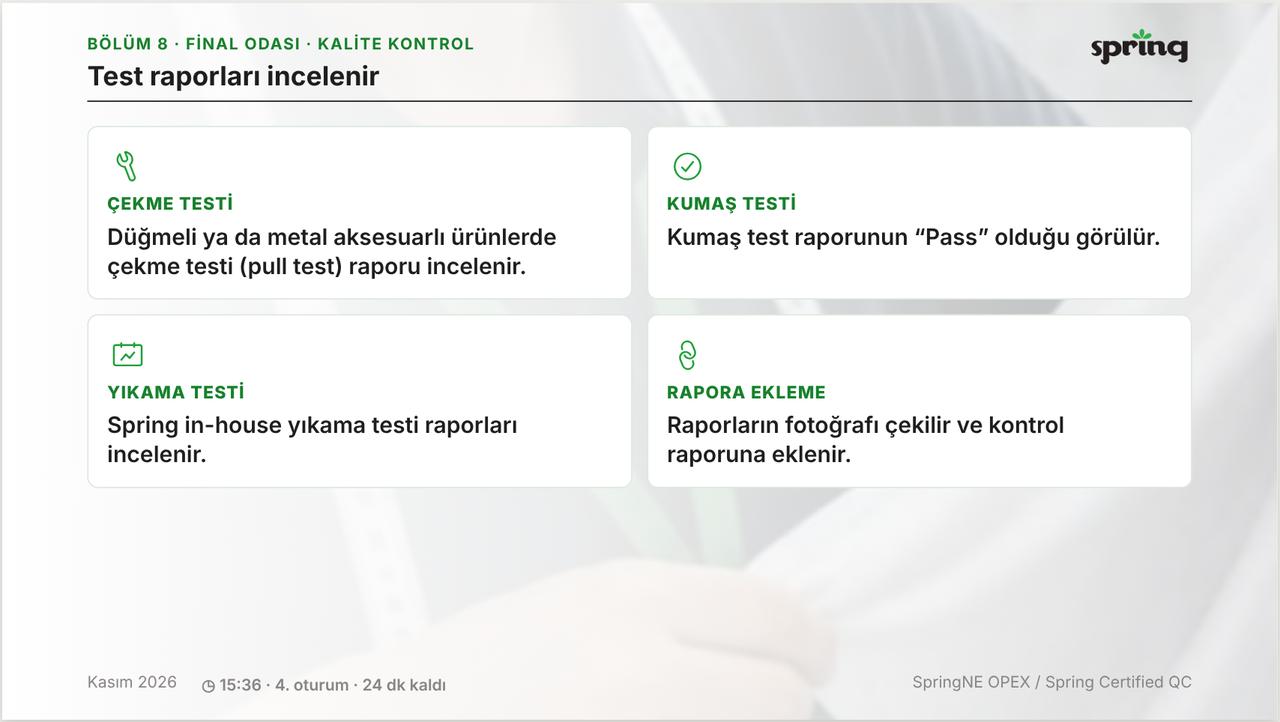 BÖLÜM 8 · FİNAL ODASI · KALİTE KONTROL
Test raporları incelenir
spring
ÇEKME TESTİ
Düğmeli ya da metal aksesuarlı ürünlerde
çekme testi (pull test) raporu incelenir.
KUMAŞ TESTİ
Kumaş test raporunun “Pass” olduğu görülür.
YIKAMA TESTİ
Spring in-house yıkama testi raporları
incelenir.
RAPORA EKLEME
Raporların fotoğrafı çekilir ve kontrol
raporuna eklenir.
Kasım 2026
15:36 · 4. oturum · 24 dk kaldı
SpringNE OPEX / Spring Certified QC